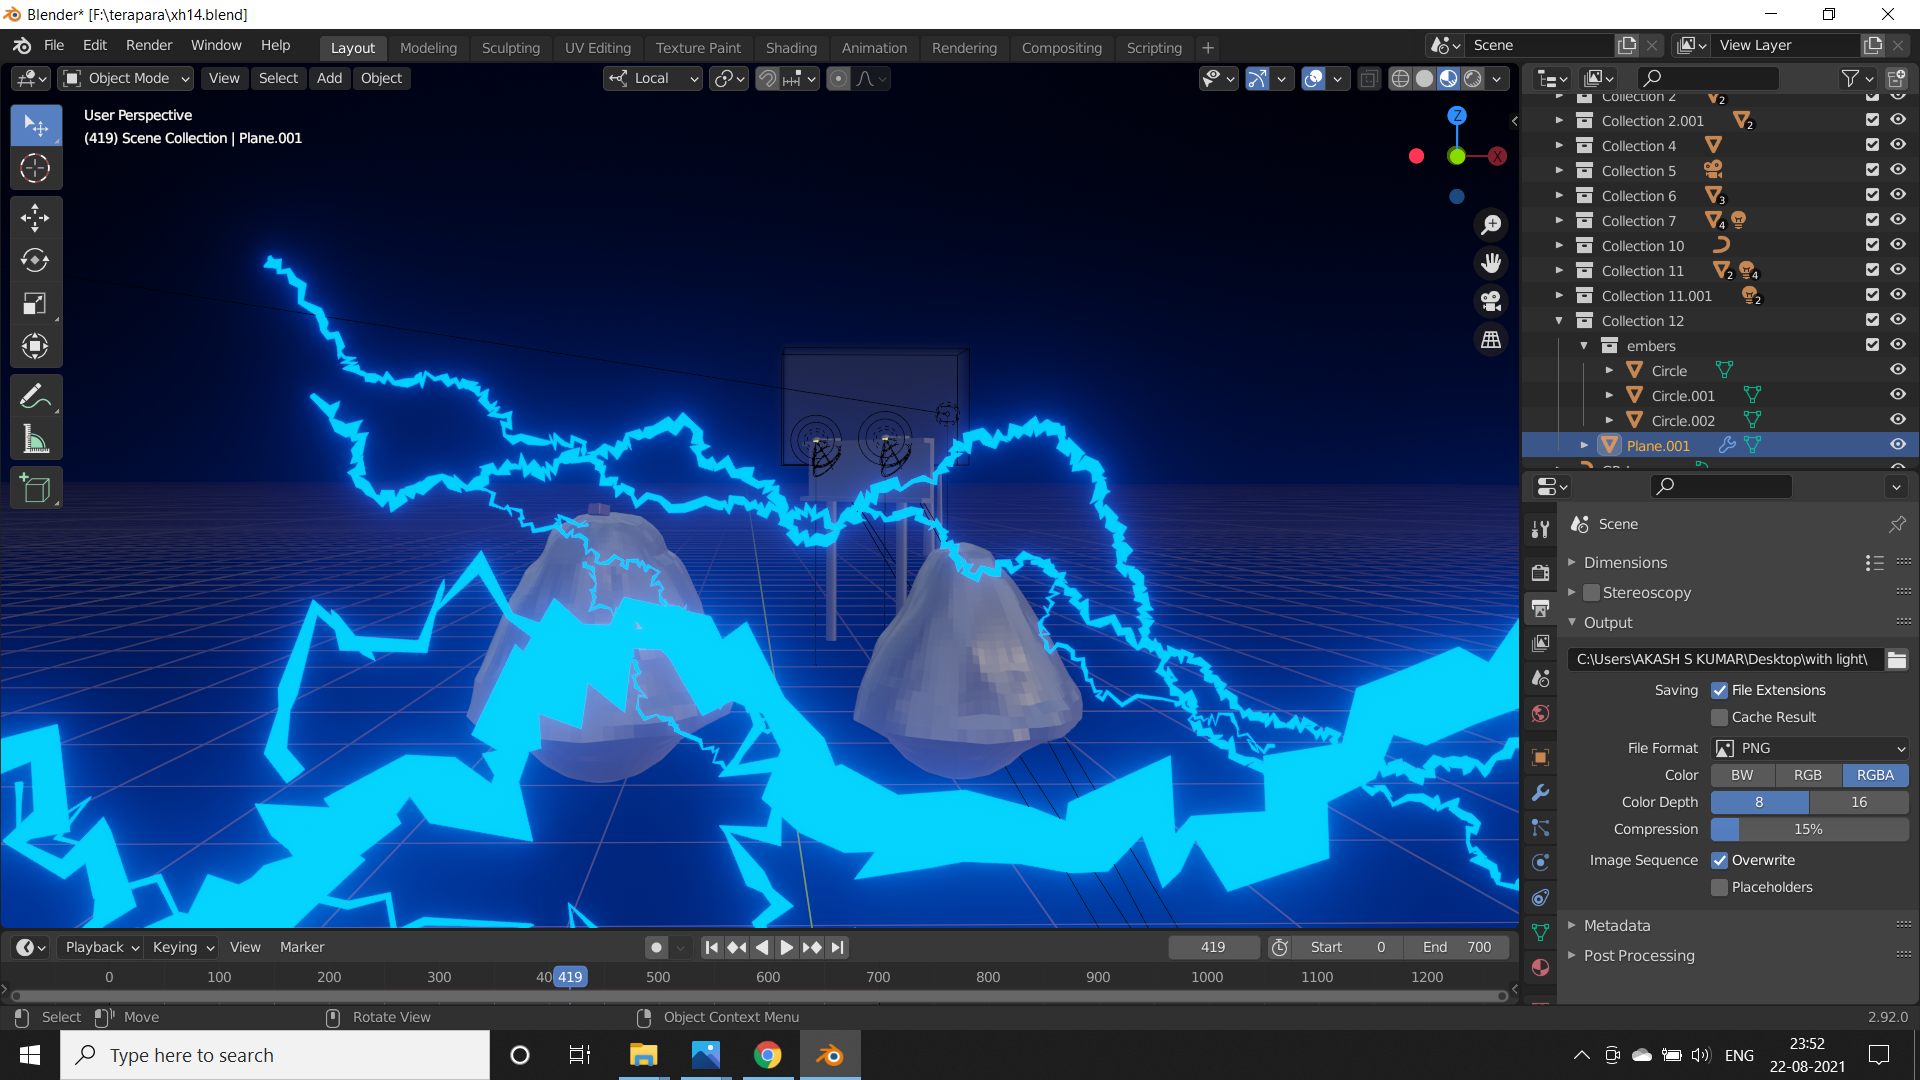 Blender* [F:\terapara\xh14.blend]
File Edit Render Window Help
Layout Modeling Sculpting UV Editing Texture Paint Shading Animation Rendering Compositing Scripting +
Scene
View Layer
Object Mode View Select Add Object
Local
User Perspective
(419) Scene Collection | Plane.001
Z
X
Collection 2 2
Collection 2.001 2
Collection 4
Collection 5
Collection 6 3
Collection 7 4
Collection 10
Collection 11 2 4
Collection 11.001 2
Collection 12
embers
Circle
Circle.001
Circle.002
Plane.001
Scene
Dimensions
Stereoscopy
Output
C:\Users\AKASH S KUMAR\Desktop\with light\
Saving File Extensions
Cache Result
File Format PNG
Color BW RGB RGBA
Color Depth 8 16
Compression 15%
Image Sequence Overwrite
Placeholders
Metadata
Post Processing
Playback Keying View Marker
419 Start 0 End 700
0 100 200 300 40 419 500 600 700 800 900 1000 1100 1200
Select Move Rotate View Object Context Menu 2.92.0
Type here to search
ENG
23:52
22-08-2021